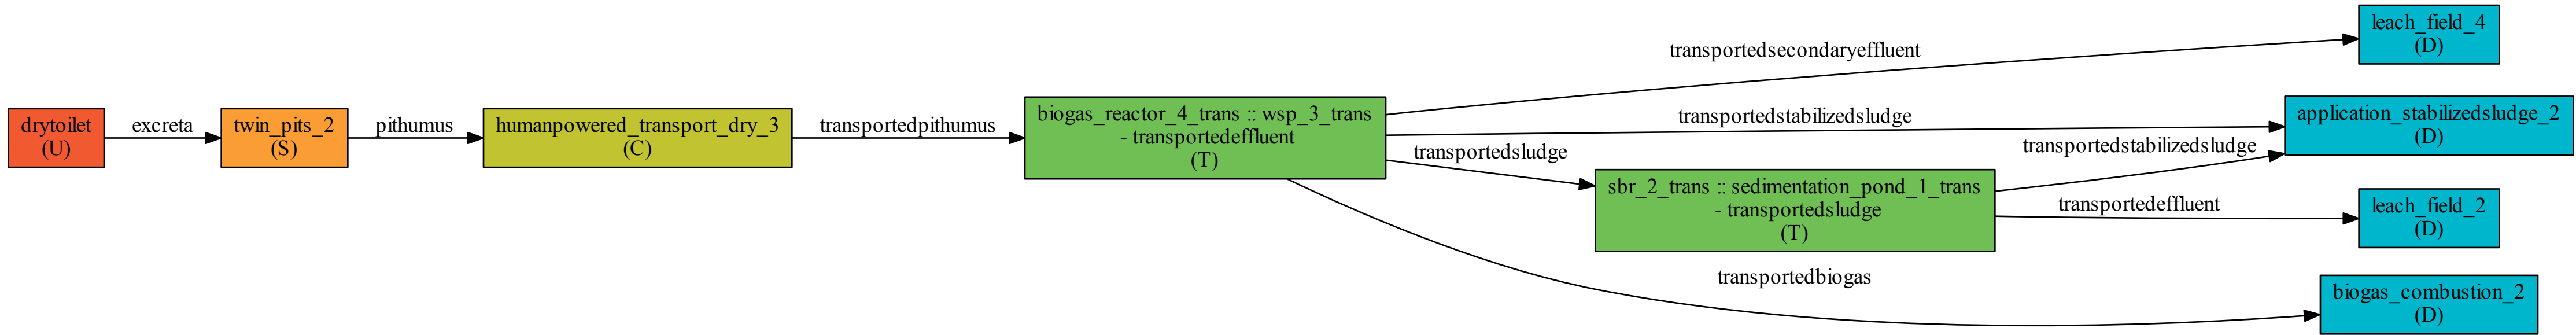 drytoilet
(U)
excreta
twin_pits_2
(S)
pithumus
humanpowered_transport_dry_3
(C)
transportedpithumus
biogas_reactor_4_trans :: wsp_3_trans
- transportedeffluent
(T)
transportedsecondaryeffluent
transportedstabilizedsludge
transportedsludge
transportedbiogas
sbr_2_trans :: sedimentation_pond_1_trans
- transportedsludge
(T)
transportedstabilizedsludge
transportedeffluent
leach_field_4
(D)
application_stabilizedsludge_2
(D)
leach_field_2
(D)
biogas_combustion_2
(D)